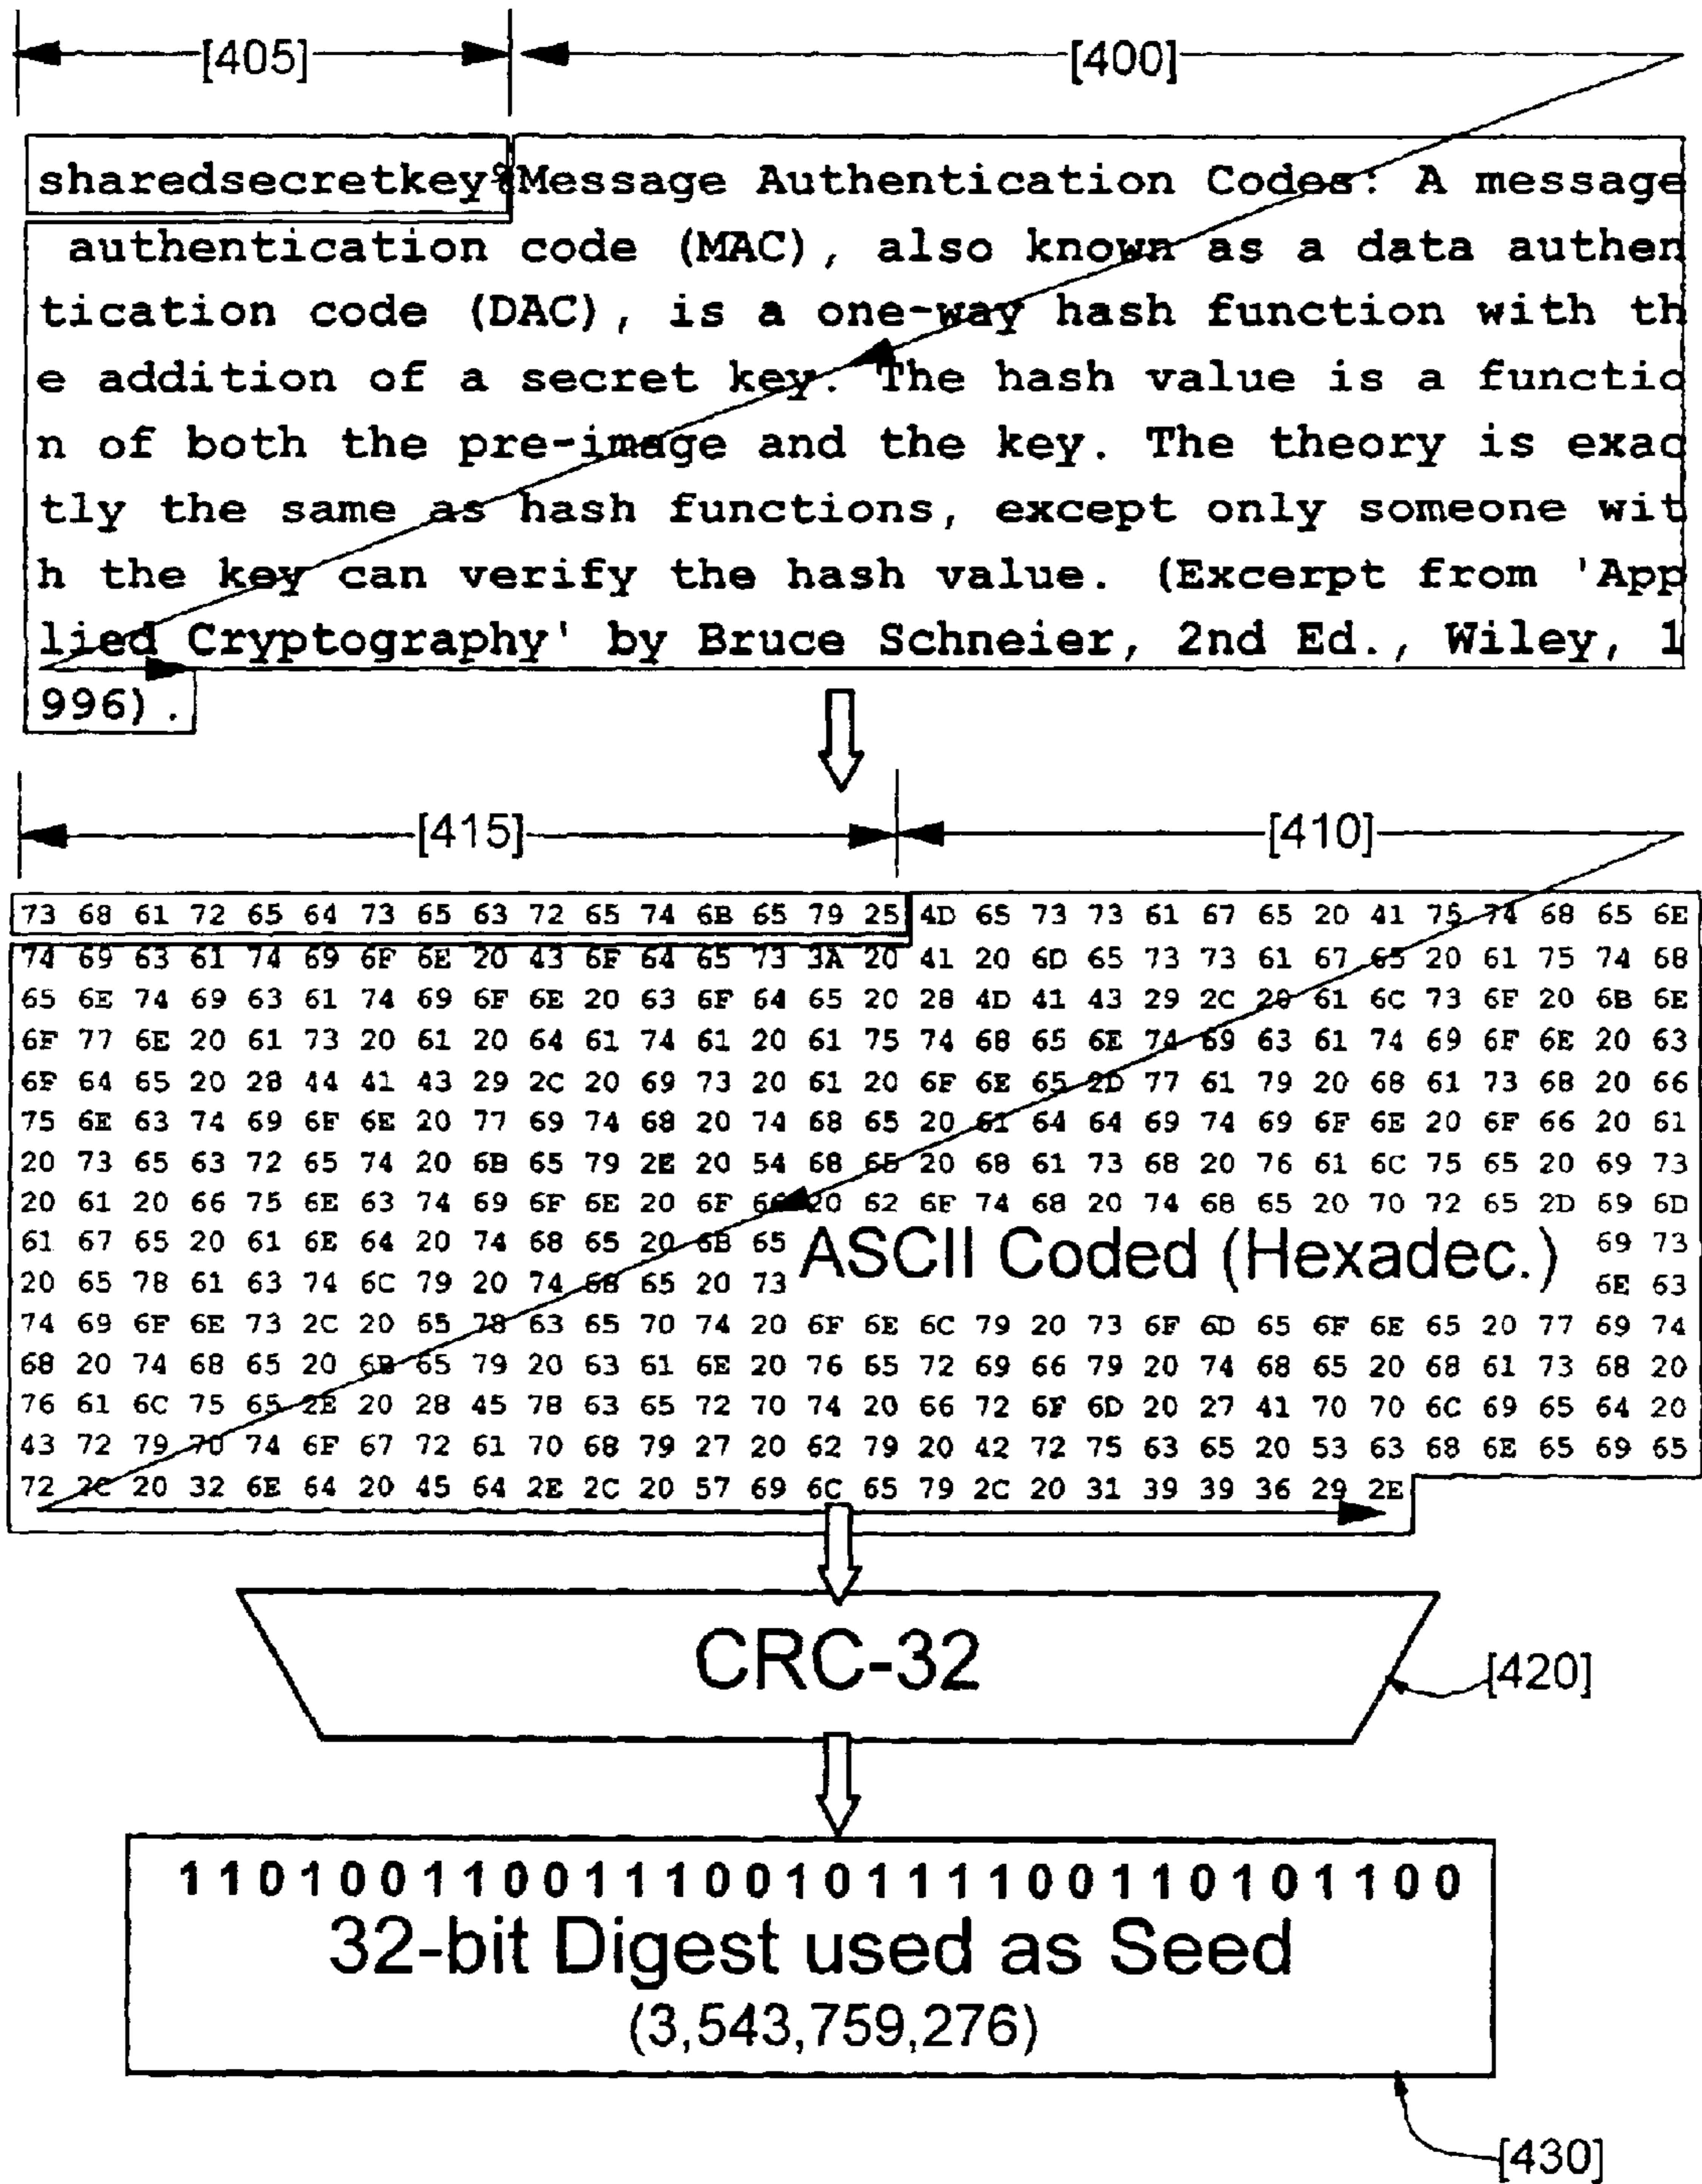 [405] [400]
sharedsecretkey%Message Authentication Codes: A message
authentication code (MAC), also known as a data authen
tication code (DAC), is a one-way hash function with th
e addition of a secret key. The hash value is a functio
n of both the pre-image and the key. The theory is exac
tly the same as hash functions, except only someone wit
h the key can verify the hash value. (Excerpt from 'App
lied Cryptography' by Bruce Schneier, 2nd Ed., Wiley, 1
996).
[415] [410]
73 68 61 72 65 64 73 65 63 72 65 74 6B 65 79 25 4D 65 73 73 61 67 65 20 41 75 74 68 65 6E
74 69 63 61 74 69 6F 6E 20 43 6F 64 65 73 3A 20 41 20 6D 65 73 73 61 67 65 20 61 75 74 68
65 6E 74 69 63 61 74 69 6F 6E 20 63 6F 64 65 20 28 4D 41 43 29 2C 20 61 6C 73 6F 20 6B 6E
6F 77 6E 20 61 73 20 61 20 64 61 74 61 20 61 75 74 68 65 6E 74 69 63 61 74 69 6F 6E 20 63
6F 64 65 20 28 44 41 43 29 2C 20 69 73 20 61 20 6F 6E 65 2D 77 61 79 20 68 61 73 68 20 66
75 6E 63 74 69 6F 6E 20 77 69 74 68 20 74 68 65 20 61 64 64 69 74 69 6F 6E 20 6F 66 20 61
20 73 65 63 72 65 74 20 6B 65 79 2E 20 54 68 65 20 68 61 73 68 20 76 61 6C 75 65 20 69 73
20 61 20 66 75 6E 63 74 69 6F 6E 20 6F 66 20 62 6F 74 68 20 74 68 65 20 70 72 65 2D 69 6D
61 67 65 20 61 6E 64 20 74 68 65 20 6B 65 ASCII Coded (Hexadec.) 69 73
20 65 78 61 63 74 6C 79 20 74 68 65 20 73 6E 63
74 69 6F 6E 73 2C 20 65 78 63 65 70 74 20 6F 6E 6C 79 20 73 6F 6D 65 6F 6E 65 20 77 69 74
68 20 74 68 65 20 6B 65 79 20 63 61 6E 20 76 65 72 69 66 79 20 74 68 65 20 68 61 73 68 20
76 61 6C 75 65 2E 20 28 45 78 63 65 72 70 74 20 66 72 6F 6D 20 27 41 70 70 6C 69 65 64 20
43 72 79 70 74 6F 67 72 61 70 68 79 27 20 62 79 20 42 72 75 63 65 20 53 63 68 6E 65 69 65
72 2C 20 32 6E 64 20 45 64 2E 2C 20 57 69 6C 65 79 2C 20 31 39 39 36 29 2E
CRC-32
[420]
1 1 0 1 0 0 1 1 0 0 1 1 1 0 0 1 0 1 1 1 1 0 0 1 1 0 1 0 1 1 0 0
32-bit Digest used as Seed
(3,543,759,276)
[430]